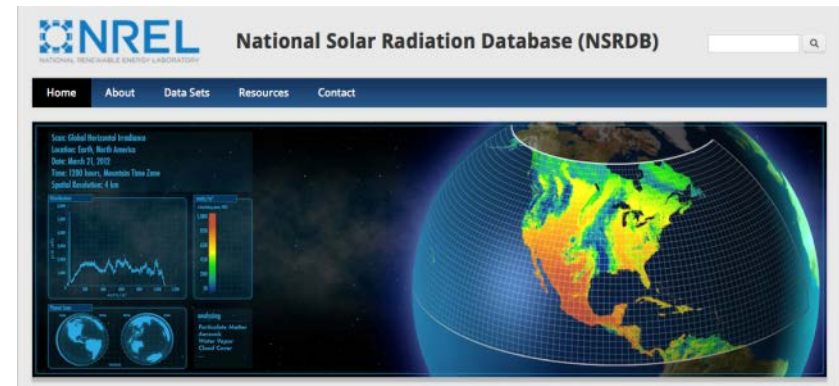 NREL
NATIONAL RENEWABLE ENERGY LABORATORY
National Solar Radiation Database (NSRDB)
Home About Data Sets Resources Contact
Scan: Global Horizontal Irradiance
Location: Earth, North America
Date: March 21, 2012
Time: 1200 hours, Mountain Time Zone
Spatial Resolution: 4 km
analyzing
Particulate Matter
Aerosols
Water Vapor
Cloud Cover